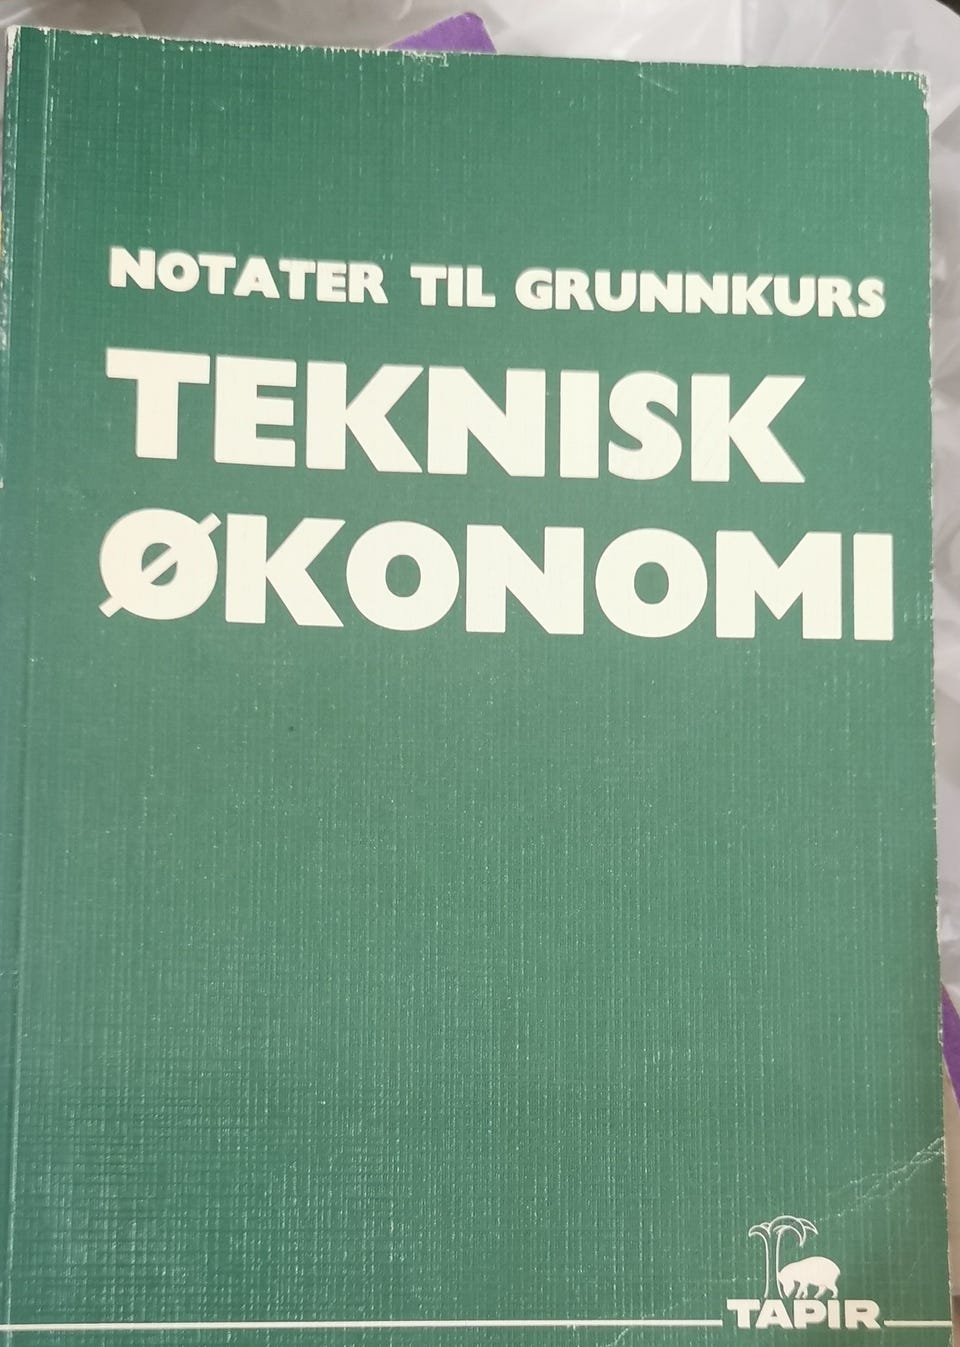 NOTATER TIL GRUNNKURS
TEKNISK
ØKONOMI
TAPIR